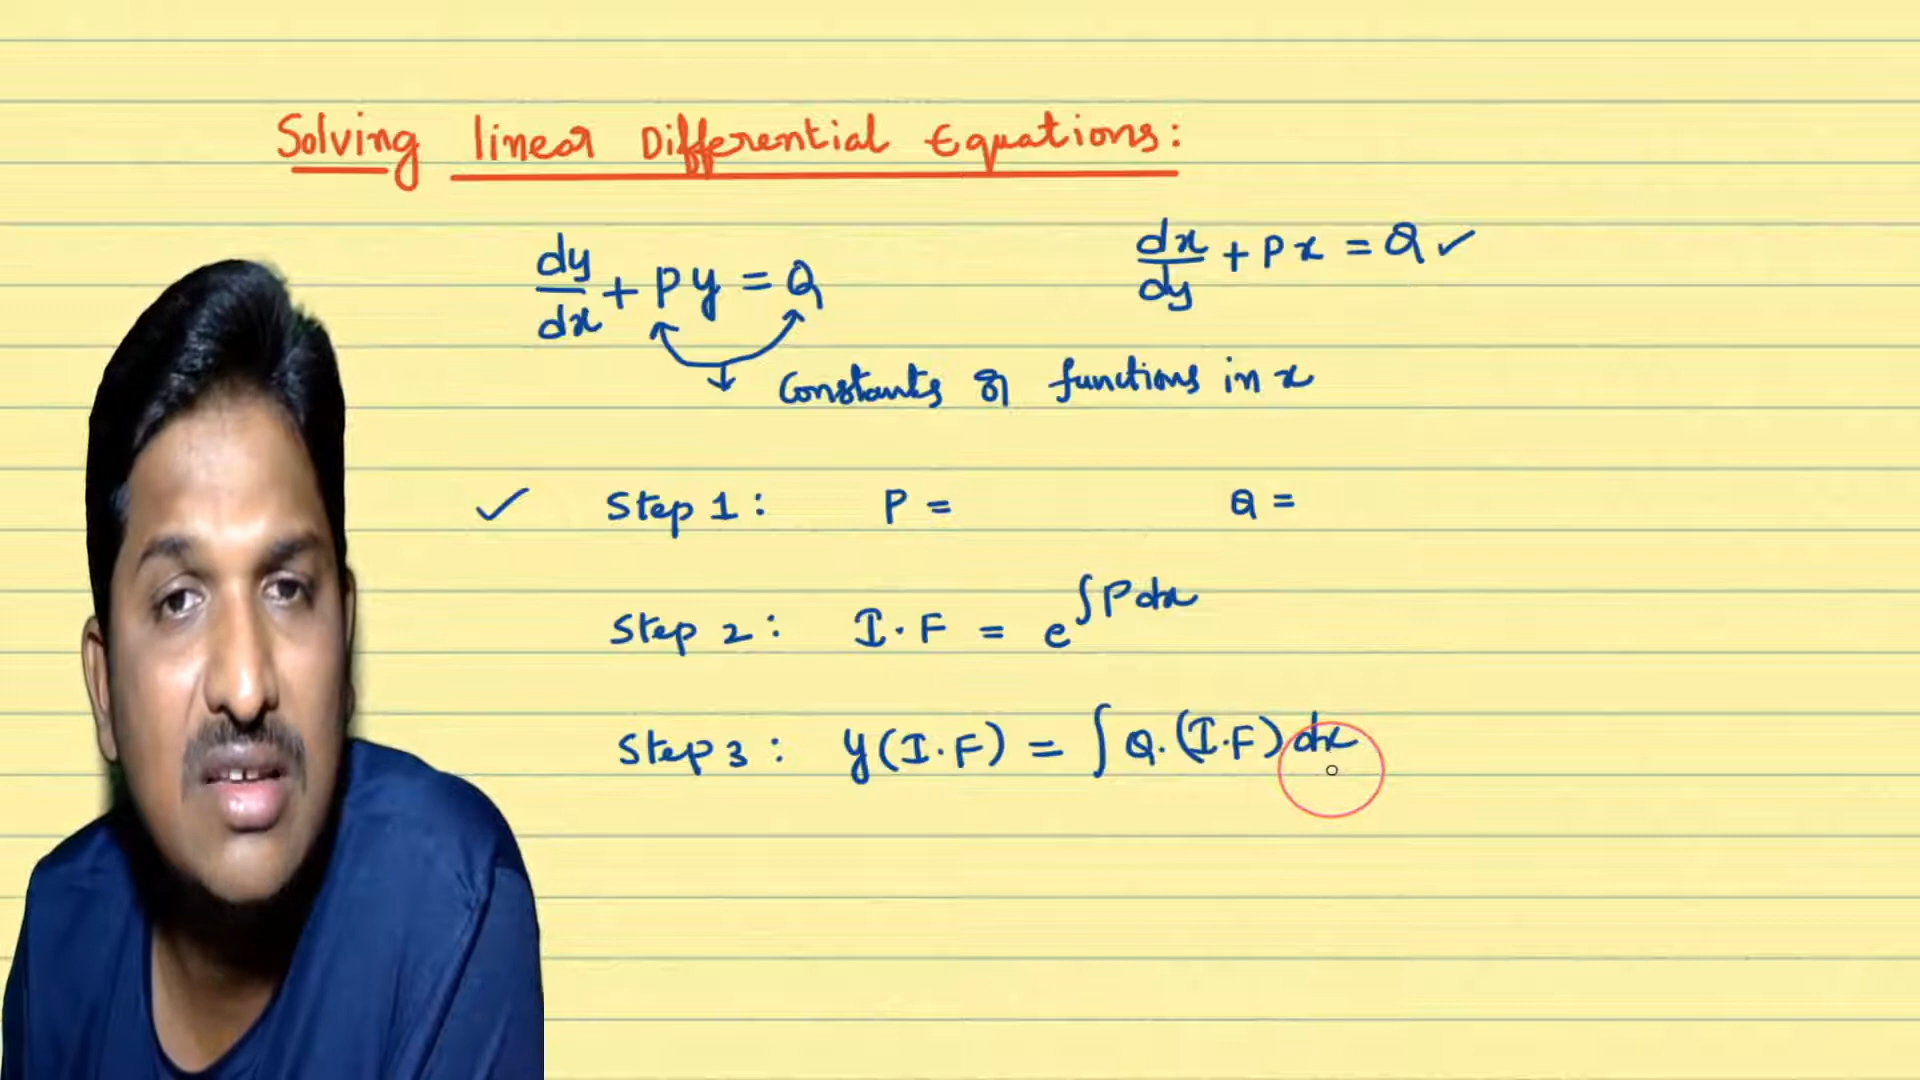 Solving linear Differential Equations:
dy/dx + Py = Q
dx/dy + Px = Q ✓
Constants or functions in x
✓ Step 1: P = Q =
Step 2: I.F = e^∫Pdx
Step 3: y(I.F) = ∫Q.(I.F)dx